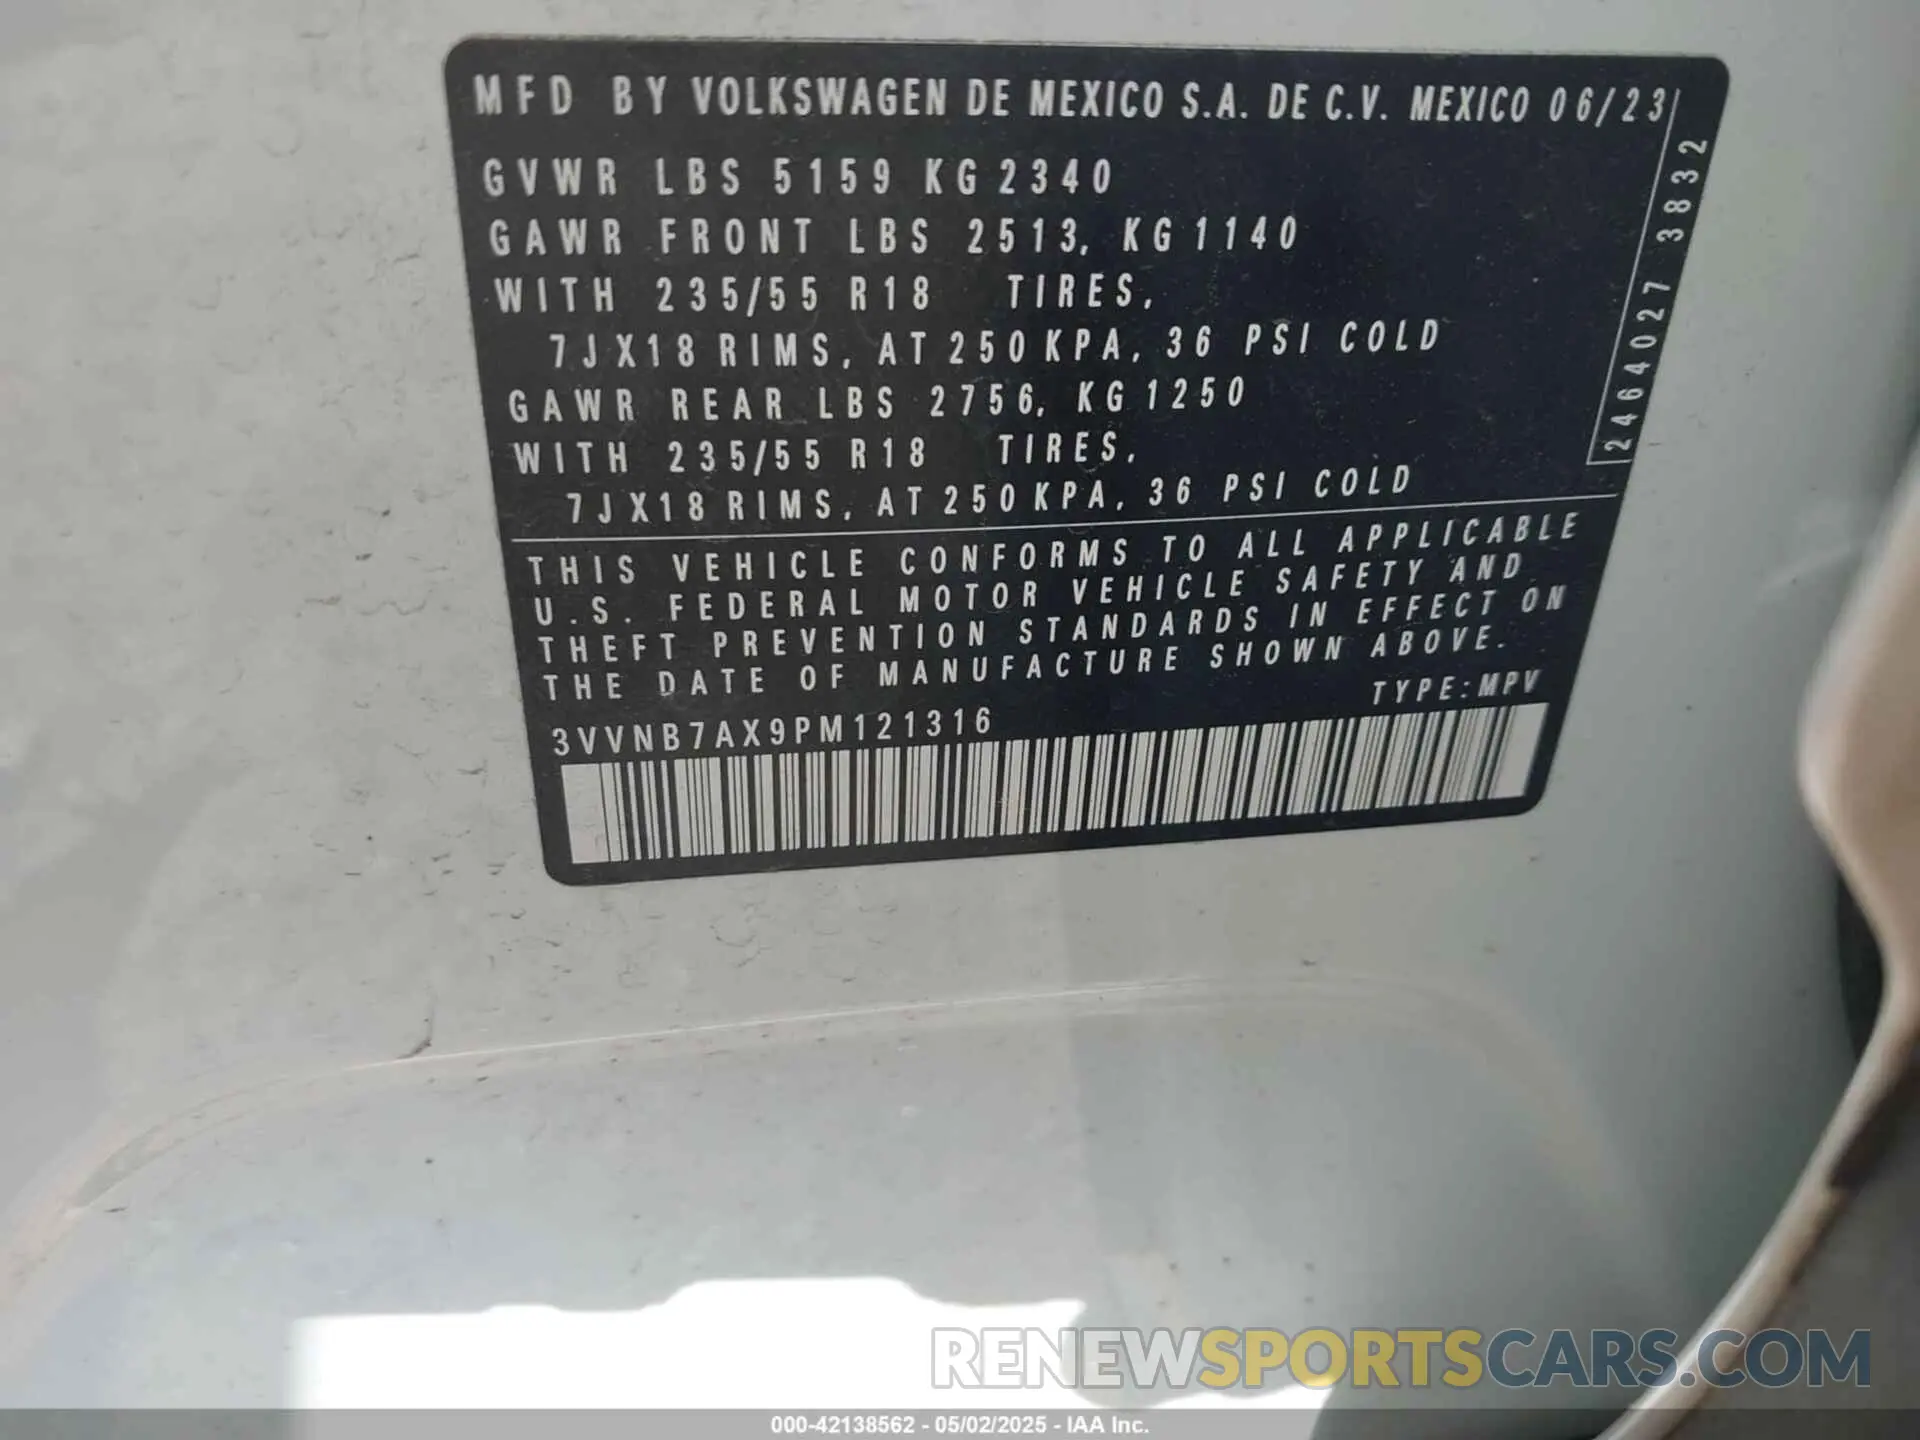 MFD BY VOLKSWAGEN DE MEXICO S.A. DE C.V. MEXICO 06/23
GVWR LBS 5159 KG 2340
GAWR FRONT LBS 2513, KG 1140
WITH 235/55 R18 TIRES,
7JX18 RIMS, AT 250 KPA, 36 PSI COLD
GAWR REAR LBS 2756, KG 1250
WITH 235/55 R18 TIRES,
7JX18 RIMS, AT 250 KPA, 36 PSI COLD
2464027 3832
THIS VEHICLE CONFORMS TO ALL APPLICABLE
U.S. FEDERAL MOTOR VEHICLE SAFETY AND
THEFT PREVENTION STANDARDS IN EFFECT ON
THE DATE OF MANUFACTURE SHOWN ABOVE.
TYPE:MPV
3VVNB7AX9PM121316
RENEWSPORTSCARS.COM
000-42138562 - 05/02/2025 - IAA Inc.